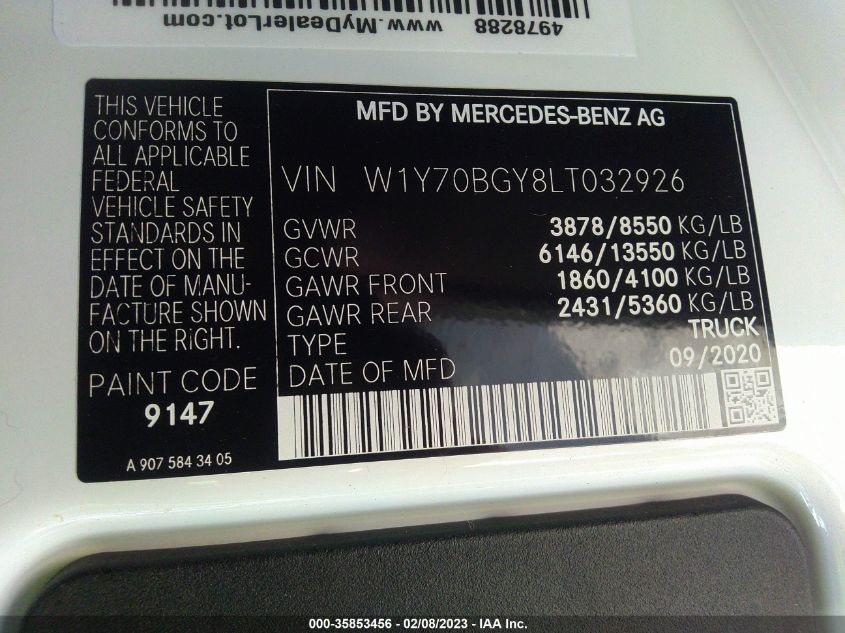 4978288
www.MyDealerLot.com
THIS VEHICLE
CONFORMS TO
ALL APPLICABLE
FEDERAL
VEHICLE SAFETY
STANDARDS IN
EFFECT ON THE
DATE OF MANU-
FACTURE SHOWN
ON THE RIGHT.
PAINT CODE
9147
A 907 584 34 05
MFD BY MERCEDES-BENZ AG
VIN W1Y70BGY8LT032926
GVWR 3878/8550 KG/LB
GCWR 6146/13550 KG/LB
GAWR FRONT 1860/4100 KG/LB
GAWR REAR 2431/5360 KG/LB
TYPE TRUCK
DATE OF MFD 09/2020
000-35853456 — 02/08/2023 — IAA Inc.